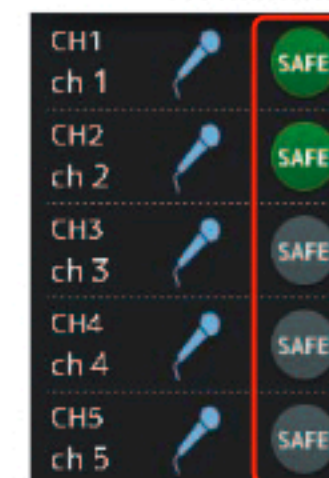 CH1
ch 1
SAFE
CH2
ch 2
SAFE
CH3
ch 3
SAFE
CH4
ch 4
SAFE
CH5
ch 5
SAFE